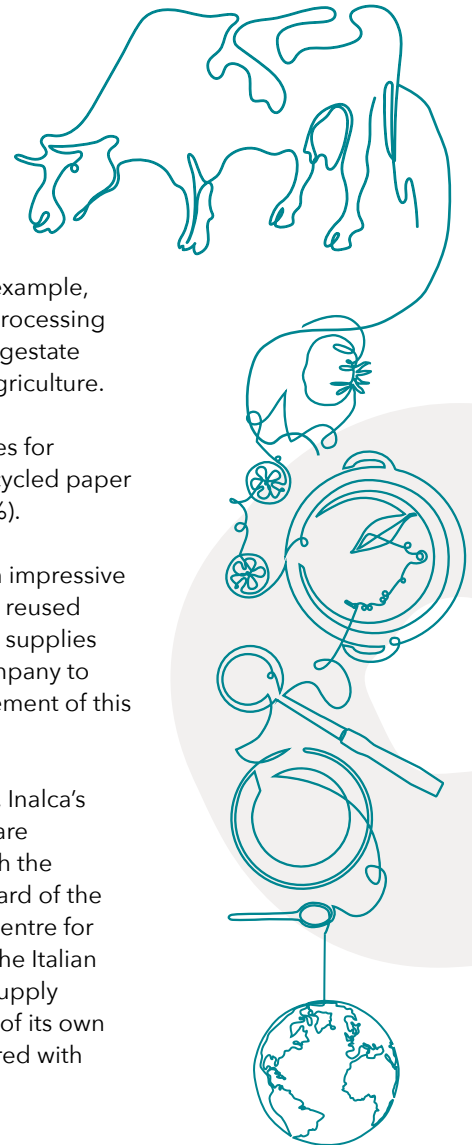 example,
rocessing
gestate
griculture.
es for
cycled paper
%).
n impressive
reused
supplies
mpany to
ement of this
Inalca's
are
h the
ard of the
entre for
he Italian
upply
of its own
red with